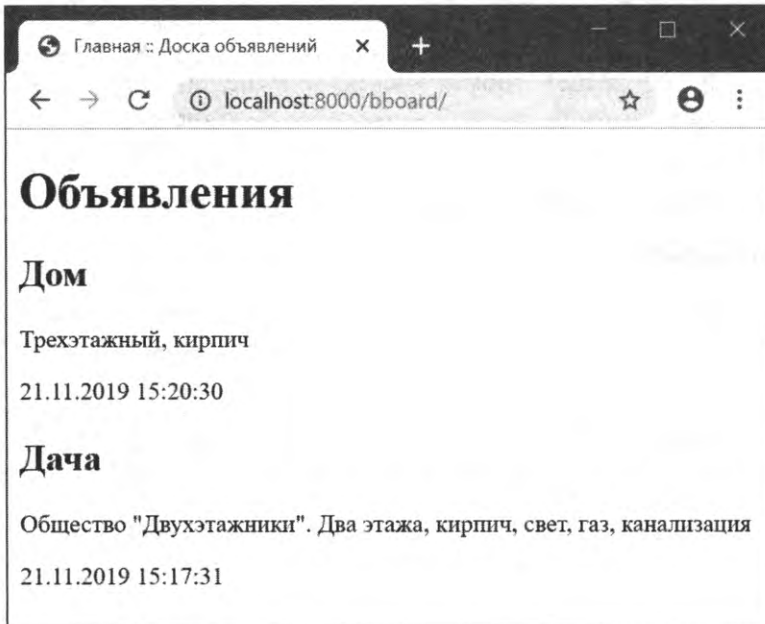 Главная :: Доска объявлений
localhost:8000/bboard/
Объявления
Дом
Трехэтажный, кирпич
21.11.2019 15:20:30
Дача
Общество "Двухэтажники". Два этажа, кирпич, свет, газ, канализация
21.11.2019 15:17:31